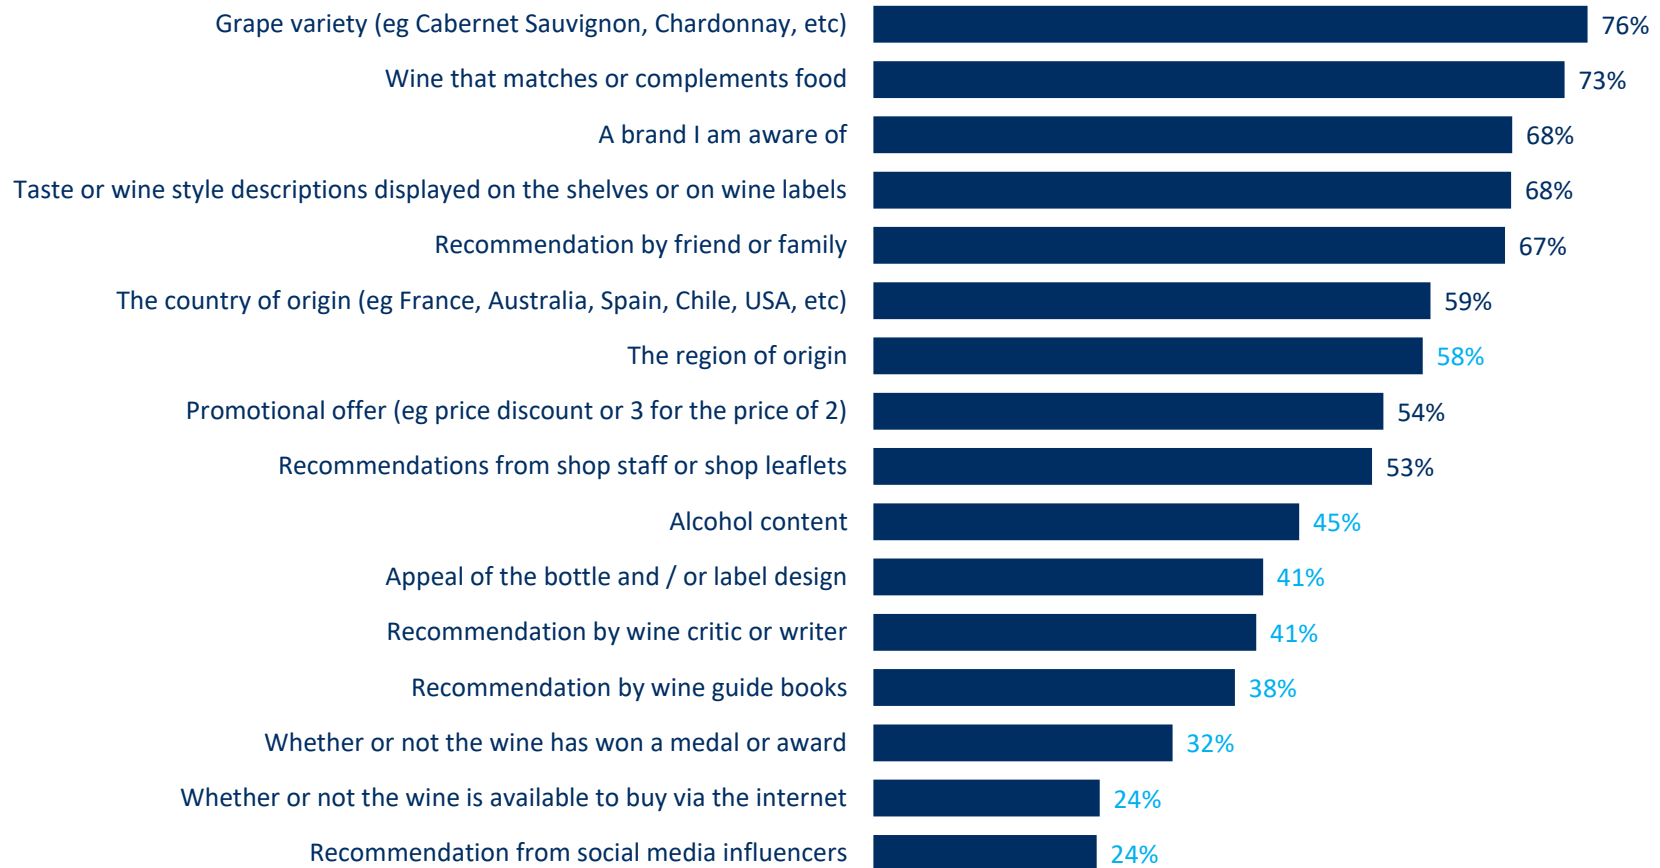 Grape variety (eg Cabernet Sauvignon, Chardonnay, etc) 76%
Wine that matches or complements food 73%
A brand I am aware of 68%
Taste or wine style descriptions displayed on the shelves or on wine labels 68%
Recommendation by friend or family 67%
The country of origin (eg France, Australia, Spain, Chile, USA, etc) 59%
The region of origin 58%
Promotional offer (eg price discount or 3 for the price of 2) 54%
Recommendations from shop staff or shop leaflets 53%
Alcohol content 45%
Appeal of the bottle and / or label design 41%
Recommendation by wine critic or writer 41%
Recommendation by wine guide books 38%
Whether or not the wine has won a medal or award 32%
Whether or not the wine is available to buy via the internet 24%
Recommendation from social media influencers 24%